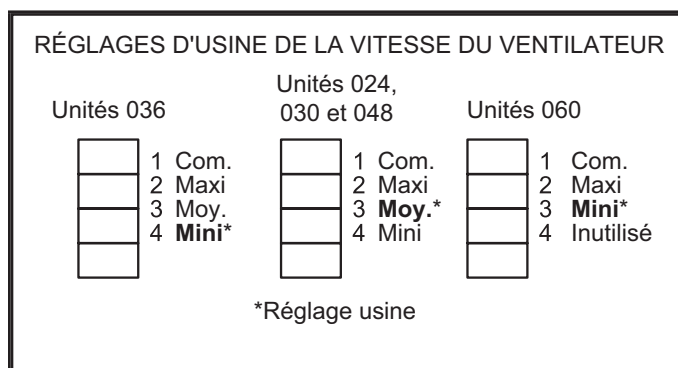 RÉGLAGES D'USINE DE LA VITESSE DU VENTILATEUR
Unités 036
1 Com.
2 Maxi
3 Moy.
4 Mini*
Unités 024,
030 et 048
1 Com.
2 Maxi
3 Moy.*
4 Mini
Unités 060
1 Com.
2 Maxi
3 Mini*
4 Inutilisé
*Réglage usine